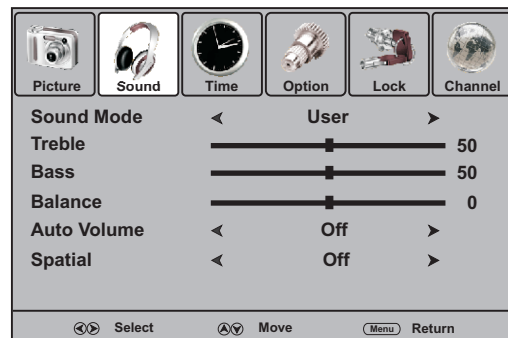 Picture Sound Time Option Lock Channel
Sound Mode User
Treble 50
Bass 50
Balance 0
Auto Volume Off
Spatial Off
Select Move Menu Return